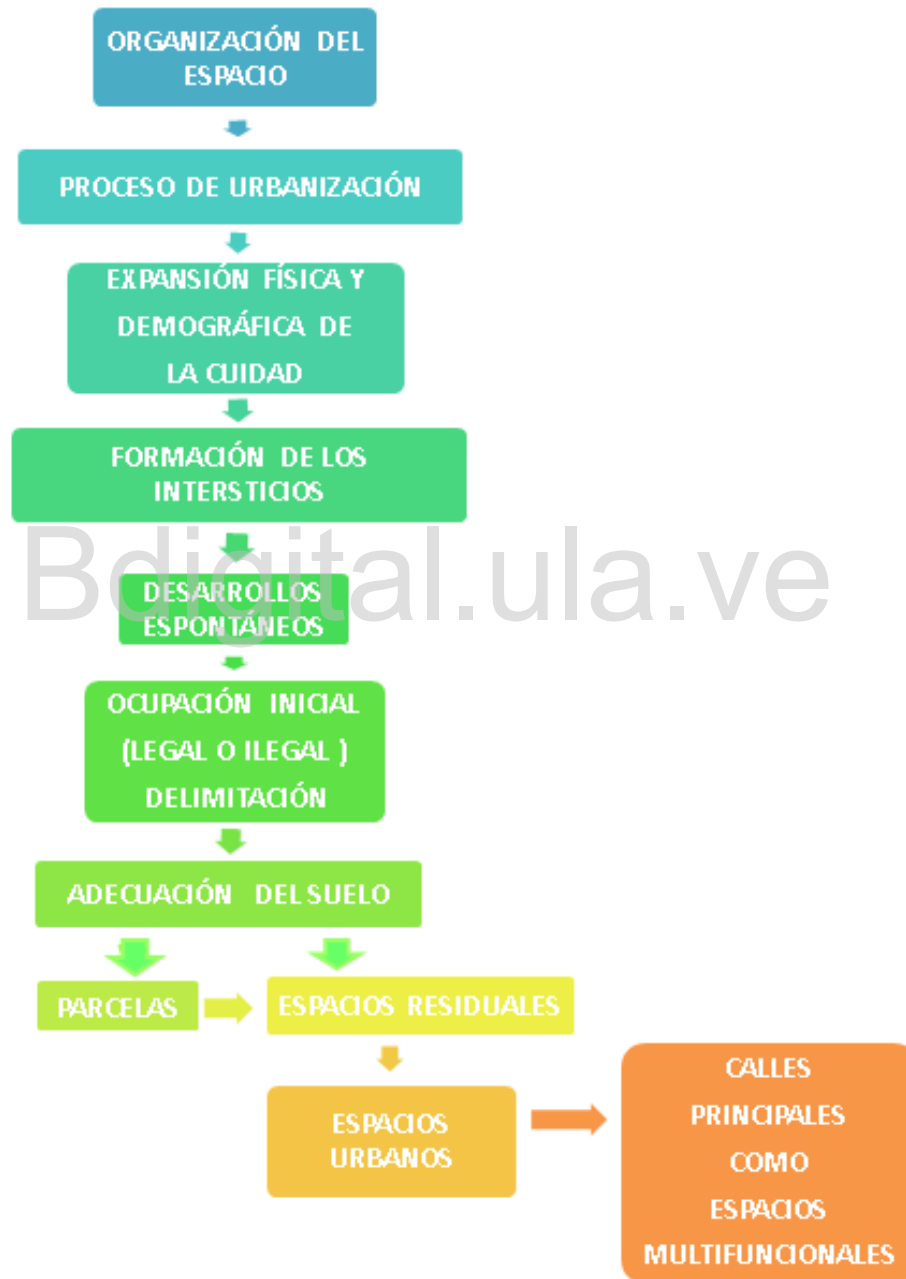 ORGANIZACIÓN DEL
ESPACIO
PROCESO DE URBANIZACIÓN
EXPANSIÓN FÍSICA Y
DEMOGRÁFICA DE
LA CUIDAD
FORMACIÓN DE LOS
INTERSTICIOS
Bdigital.ula.ve
DESARROLLOS
ESPONTÁNEOS
OCUPACIÓN INICIAL
(LEGAL O ILEGAL )
DELIMITACIÓN
ADECUACIÓN DEL SUELO
PARCELAS
ESPACIOS RESIDUALES
ESPACIOS
URBANOS
CALLES
PRINCIPALES
COMO
ESPACIOS
MULTIFUNCIONALES